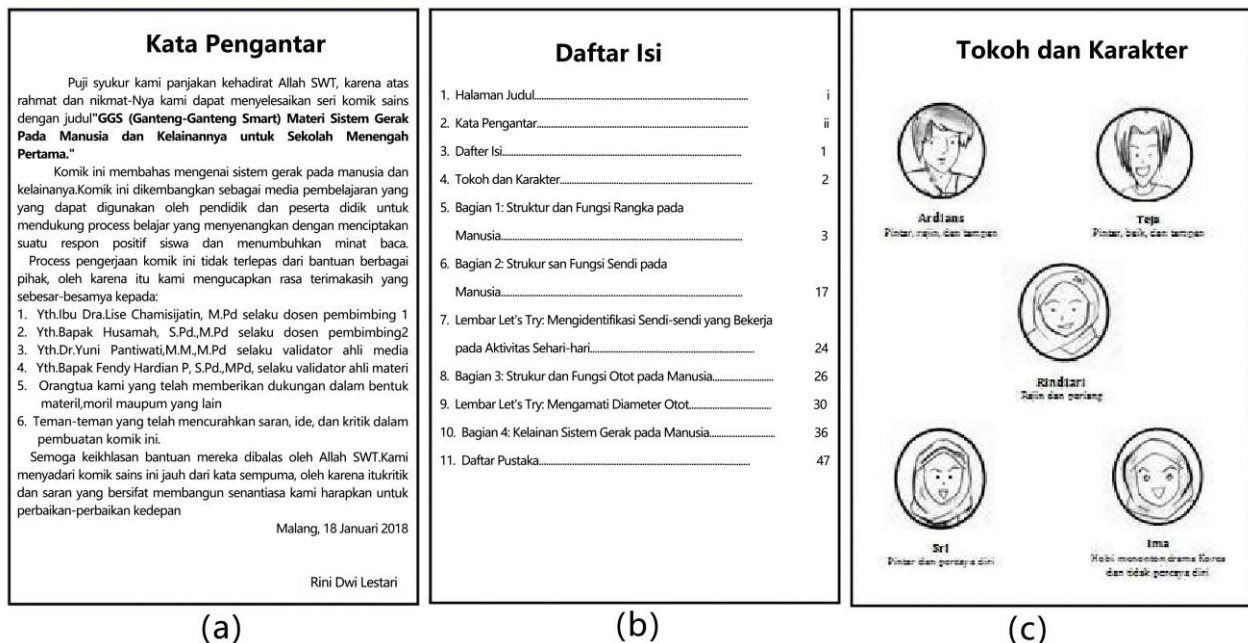 Kata Pengantar
Puji syukur kami panjakan kehadirat Allah SWT, karena atas
rahmat dan nikmat-Nya kami dapat menyelesaikan seri komik sains
dengan judul"GGS (Ganteng-Ganteng Smart) Materi Sistem Gerak
Pada Manusia dan Kelainannya untuk Sekolah Menengah
Pertama."
Komik ini membahas mengenai sistem gerak pada manusia dan
kelainanya.Komik ini dikembangkan sebagai media pembelajaran yang
yang dapat digunakan oleh pendidik dan peserta didik untuk
mendukung process belajar yang menyenangkan dengan menciptakan
suatu respon positif siswa dan menumbuhkan minat baca.
Process pengerjaan komik ini tidak terlepas dari bantuan berbagai
pihak, oleh karena itu kami mengucapkan rasa terimakasih yang
sebesar-besamya kepada:
1. Yth.Ibu Dra.Lise Chamisijatin, M.Pd selaku dosen pembimbing 1
2. Yth.Bapak Husamah, S.Pd.,M.Pd selaku dosen pembimbing2
3. Yth.Dr.Yuni Pantiwati,M.M.,M.Pd selaku validator ahli media
4. Yth.Bapak Fendy Hardian P, S.Pd.,MPd, selaku validator ahli materi
5. Orangtua kami yang telah memberikan dukungan dalam bentuk
materil,moril maupum yang lain
6. Teman-teman yang telah mencurahkan saran, ide, dan kritik dalam
pembuatan komik ini.
Semoga keikhlasan bantuan mereka dibalas oleh Allah SWT.Kami
menyadari komik sains ini jauh dari kata sempuma, oleh karena itukritik
dan saran yang bersifat membangun senantiasa kami harapkan untuk
perbaikan-perbaikan kedepan
Malang, 18 Januari 2018
Rini Dwi Lestari
(a)
Daftar Isi
1. Halaman Judul..... i
2. Kata Pengantar..... ii
3. Dafter Isi..... 1
4. Tokoh dan Karakter..... 2
5. Bagian 1: Struktur dan Fungsi Rangka pada
Manusia..... 3
6. Bagian 2: Strukur san Fungsi Sendi pada
Manusia..... 17
7. Lembar Let's Try: Mengidentifikasi Sendi-sendi yang Bekerja
pada Aktivitas Sehari-hari..... 24
8. Bagian 3: Strukur dan Fungsi Otot pada Manusia..... 26
9. Lembar Let's Try: Mengamati Diameter Otot..... 30
10. Bagian 4: Kelainan Sistem Gerak pada Manusia..... 36
11. Daftar Pustaka..... 47
(b)
Tokoh dan Karakter
Ardians
Pintar, rajin, dan tampan
Teja
Pintar, baik, dan tampan
Rindiari
Rajin dan periang
Sri
Pintar dan percaya diri
Ima
Hobi menonton drama Korea
dan tidak percaya diri
(c)